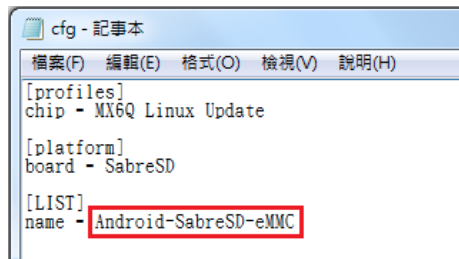 cfg - 記事本
檔案(F) 編輯(E) 格式(O) 檢視(V) 說明(H)
[profiles]
chip = MX6Q Linux Update
[platform]
board = SabreSD
[LIST]
name = Android-SabreSD-eMMC